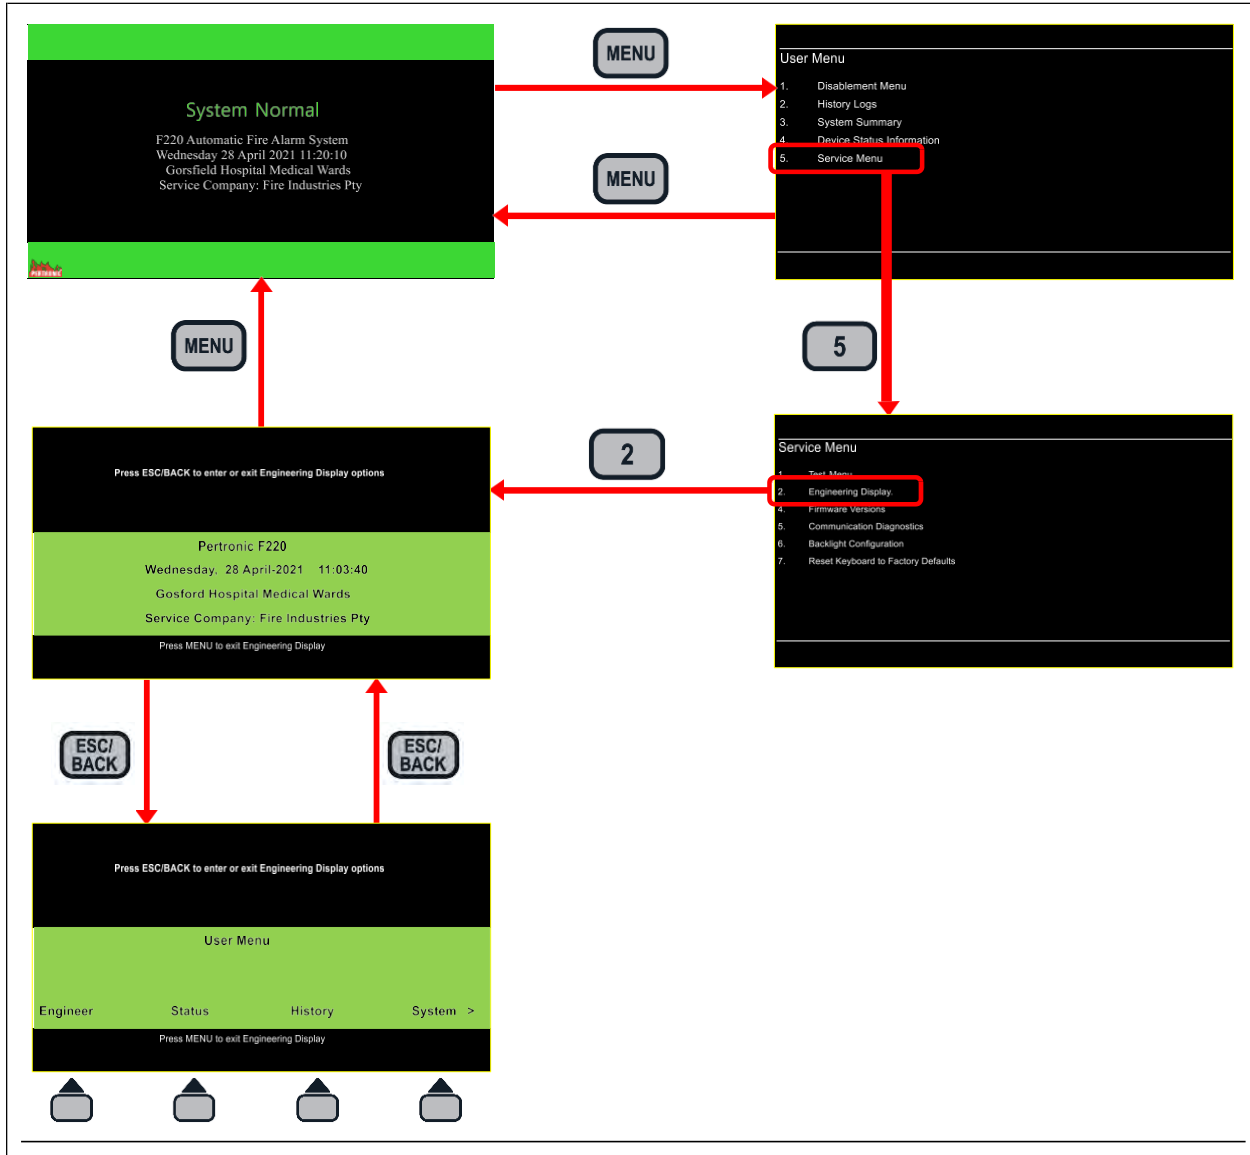 MENU
User Menu
1. Disablement Menu
2. History Logs
3. System Summary
4. Device Status Information
5. Service Menu
System Normal
F220 Automatic Fire Alarm System
Wednesday 28 April 2021 11:20:10
Gorsfield Hospital Medical Wards
Service Company: Fire Industries Pty
MENU
PERTRONIC
MENU
5
Press ESC/BACK to enter or exit Engineering Display options
2
Service Menu
1. Test Menu
2. Engineering Display.
4. Firmware Versions
5. Communication Diagnostics
6. Backlight Configuration
7. Reset Keyboard to Factory Defaults
Pertronic F220
Wednesday, 28 April-2021 11:03:40
Gosford Hospital Medical Wards
Service Company: Fire Industries Pty
Press MENU to exit Engineering Display
ESC/
BACK
ESC/
BACK
Press ESC/BACK to enter or exit Engineering Display options
User Menu
Engineer Status History System >
Press MENU to exit Engineering Display